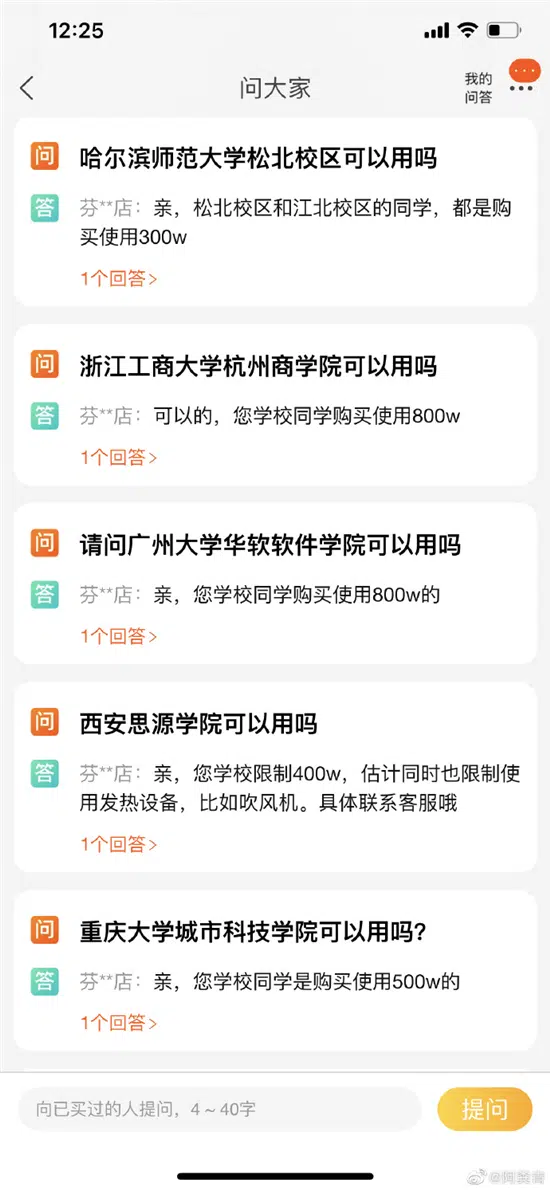 12:25
问大家
我的
问答
问 哈尔滨师范大学松北校区可以用吗
答 芬**店：亲，松北校区和江北校区的同学，都是购
买使用300w
1个回答>
问 浙江工商大学杭州商学院可以用吗
答 芬**店：可以的，您学校同学购买使用800w
1个回答>
问 请问广州大学华软软件学院可以用吗
答 芬**店：亲，您学校同学购买使用800w的
1个回答>
问 西安思源学院可以用吗
答 芬**店：亲，您学校限制400w，估计同时也限制使
用发热设备，比如吹风机。具体联系客服哦
1个回答>
问 重庆大学城市科技学院可以用吗?
答 芬**店：亲，您学校同学是购买使用500w的
1个回答>
向已买过的人提问，4～40字
提问